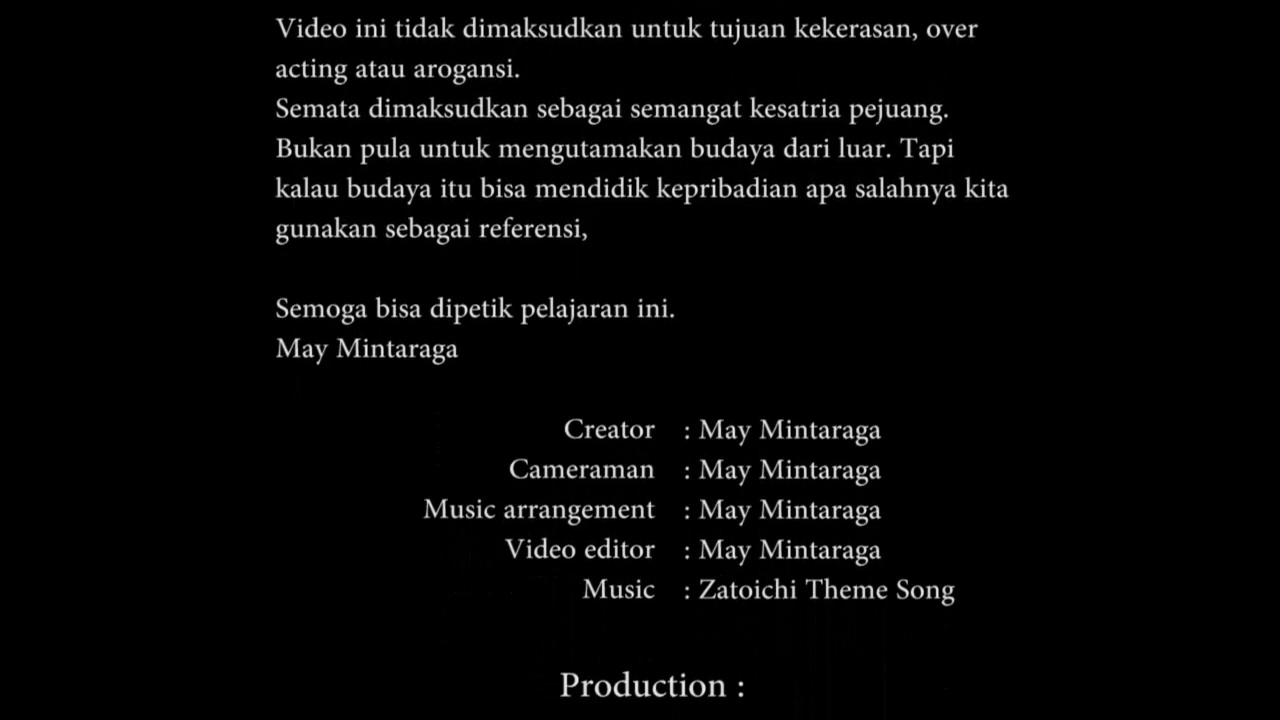 Video ini tidak dimaksudkan untuk tujuan kekerasan, over
acting atau arogansi.
Semata dimaksudkan sebagai semangat kesatria pejuang.
Bukan pula untuk mengutamakan budaya dari luar. Tapi
kalau budaya itu bisa mendidik kepribadian apa salahnya kita
gunakan sebagai referensi,
Semoga bisa dipetik pelajaran ini.
May Mintaraga
Creator : May Mintaraga
Cameraman : May Mintaraga
Music arrangement : May Mintaraga
Video editor : May Mintaraga
Music : Zatoichi Theme Song
Production :